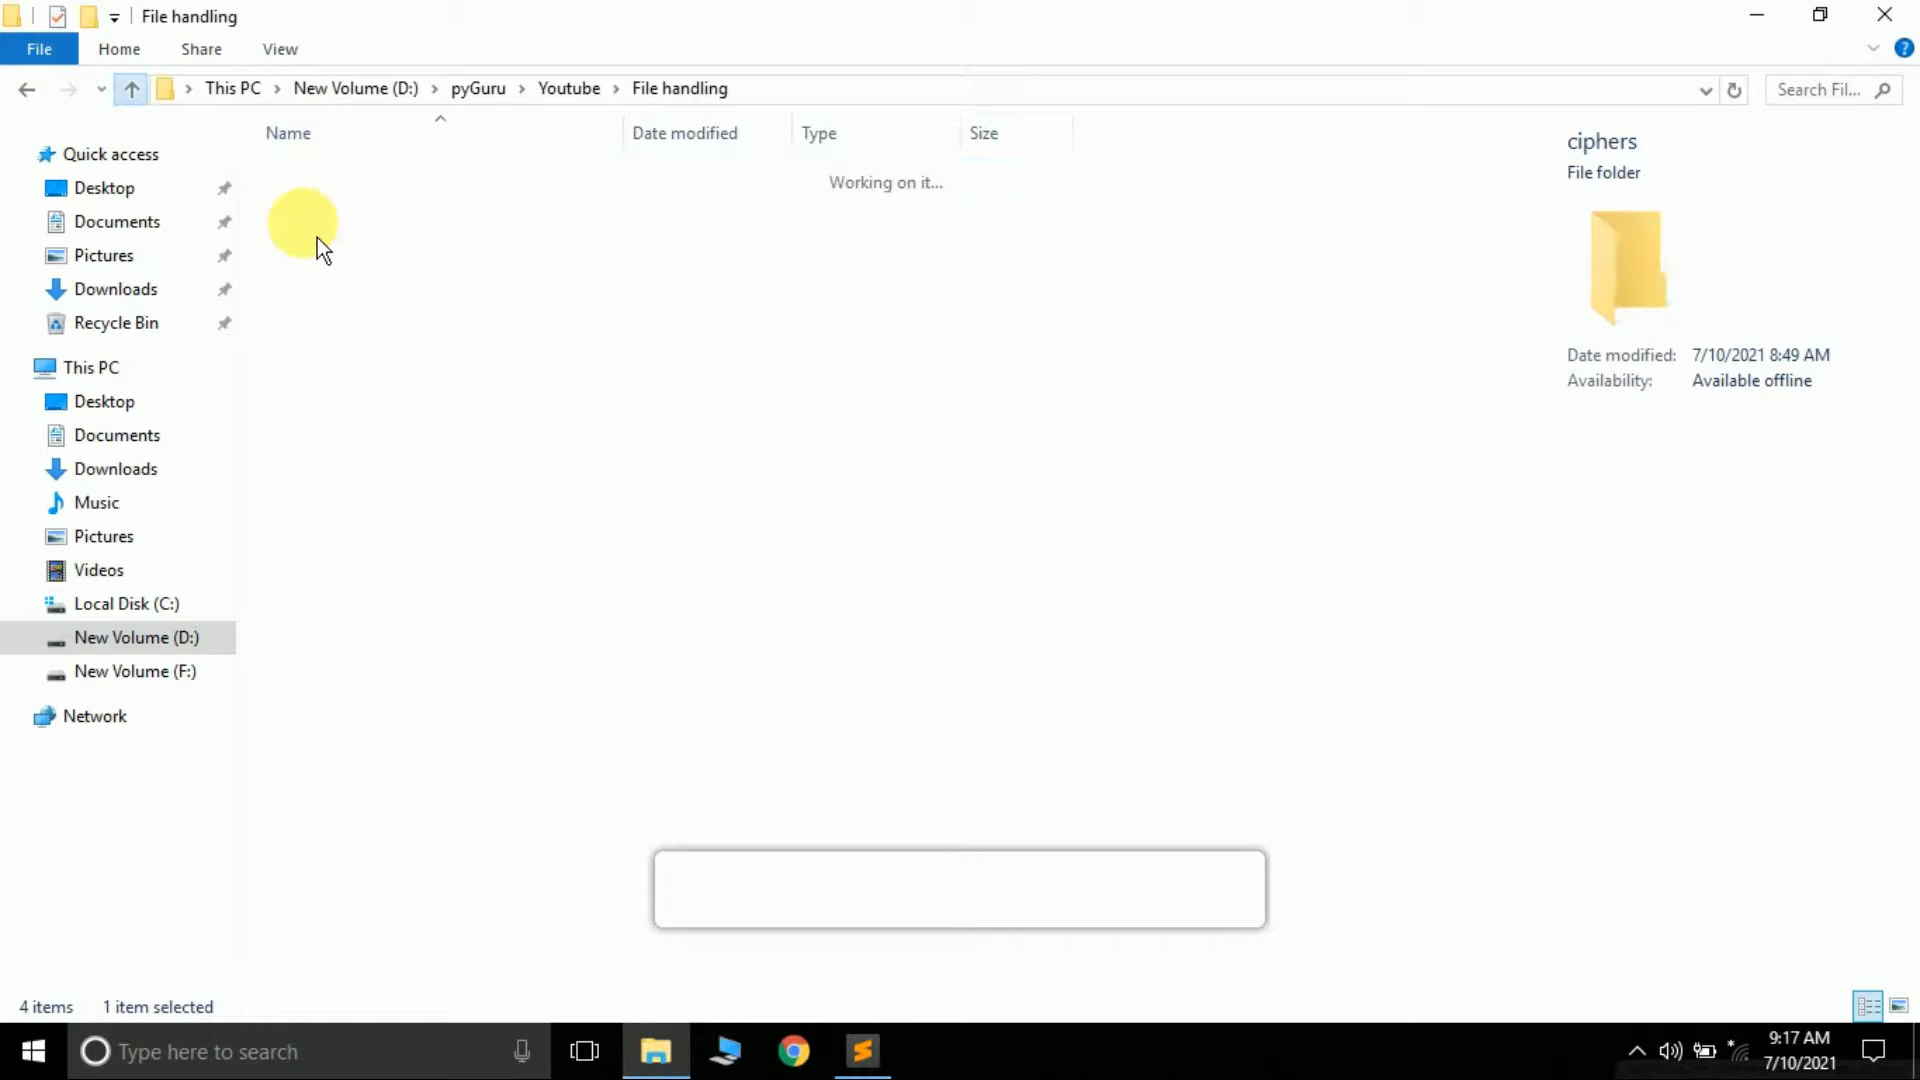 File handling
File
Home
Share
View
This PC
New Volume (D:)
pyGuru
Youtube
File handling
Search Fil...
Name
Date modified
Type
Size
Working on it...
Quick access
Desktop
Documents
Pictures
Downloads
Recycle Bin
This PC
Desktop
Documents
Downloads
Music
Pictures
Videos
Local Disk (C:)
New Volume (D:)
New Volume (F:)
Network
ciphers
File folder
Date modified: 7/10/2021 8:49 AM
Availability: Available offline
4 items
1 item selected
Type here to search
9:17 AM
7/10/2021